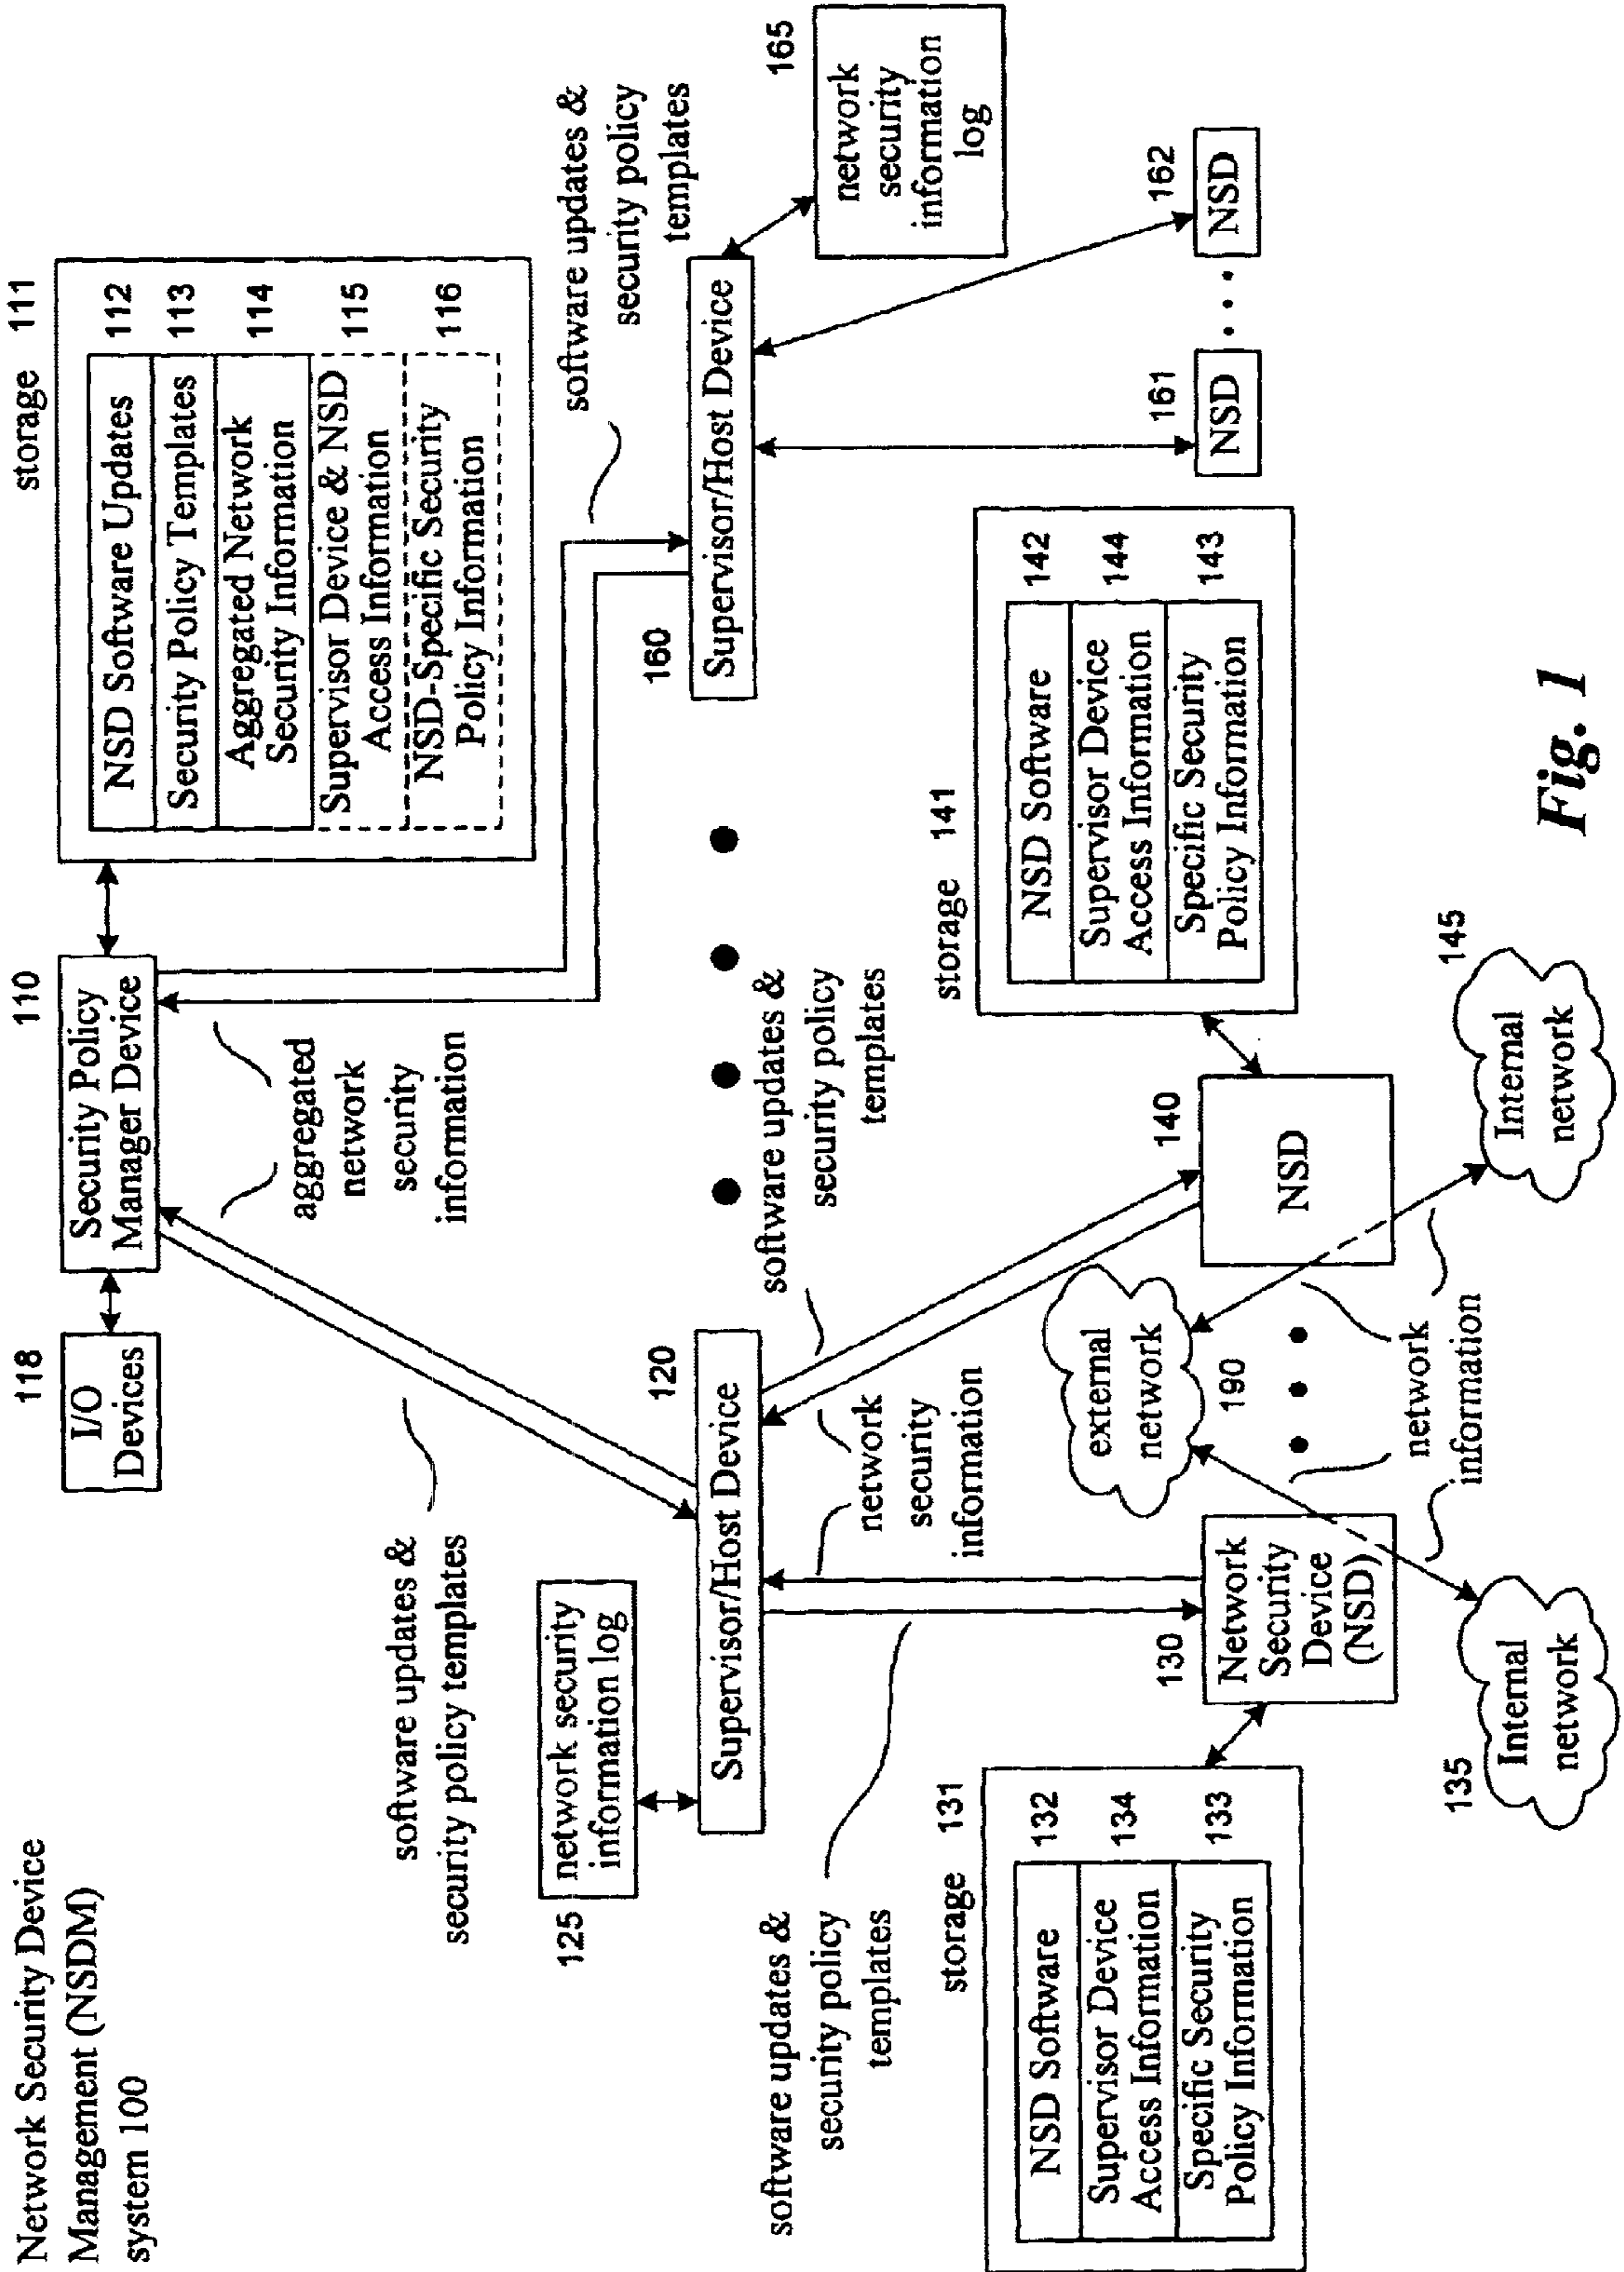 Network Security Device
Management (NSDM)
system 100
118
I/O
Devices
110
Security Policy
Manager Device
storage 111
NSD Software Updates 112
Security Policy Templates 113
Aggregated Network
Security Information 114
Supervisor Device & NSD
Access Information 115
NSD-Specific Security
Policy Information 116
software updates &
security policy templates
aggregated
network
security
information
software updates &
security policy
templates
125
network security
information log
120
Supervisor/Host Device
160
Supervisor/Host Device
165
network
security
information
log
software updates &
security policy
templates
network
security
information
software updates &
security policy
templates
storage 131
NSD Software 132
Supervisor Device
Access Information 134
Specific Security
Policy Information 133
130
Network
Security
Device
(NSD)
external
network
190
140
NSD
storage 141
NSD Software 142
Supervisor Device
Access Information 144
Specific Security
Policy Information 143
161
NSD
162
NSD
135
Internal
network
network
information
145
Internal
network
Fig. 1